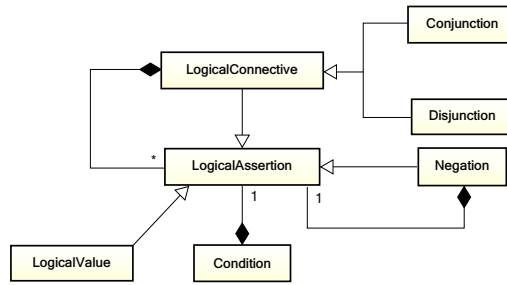 Conjunction
LogicalConnective
Disjunction
*
LogicalAssertion
Negation
1
1
LogicalValue
Condition